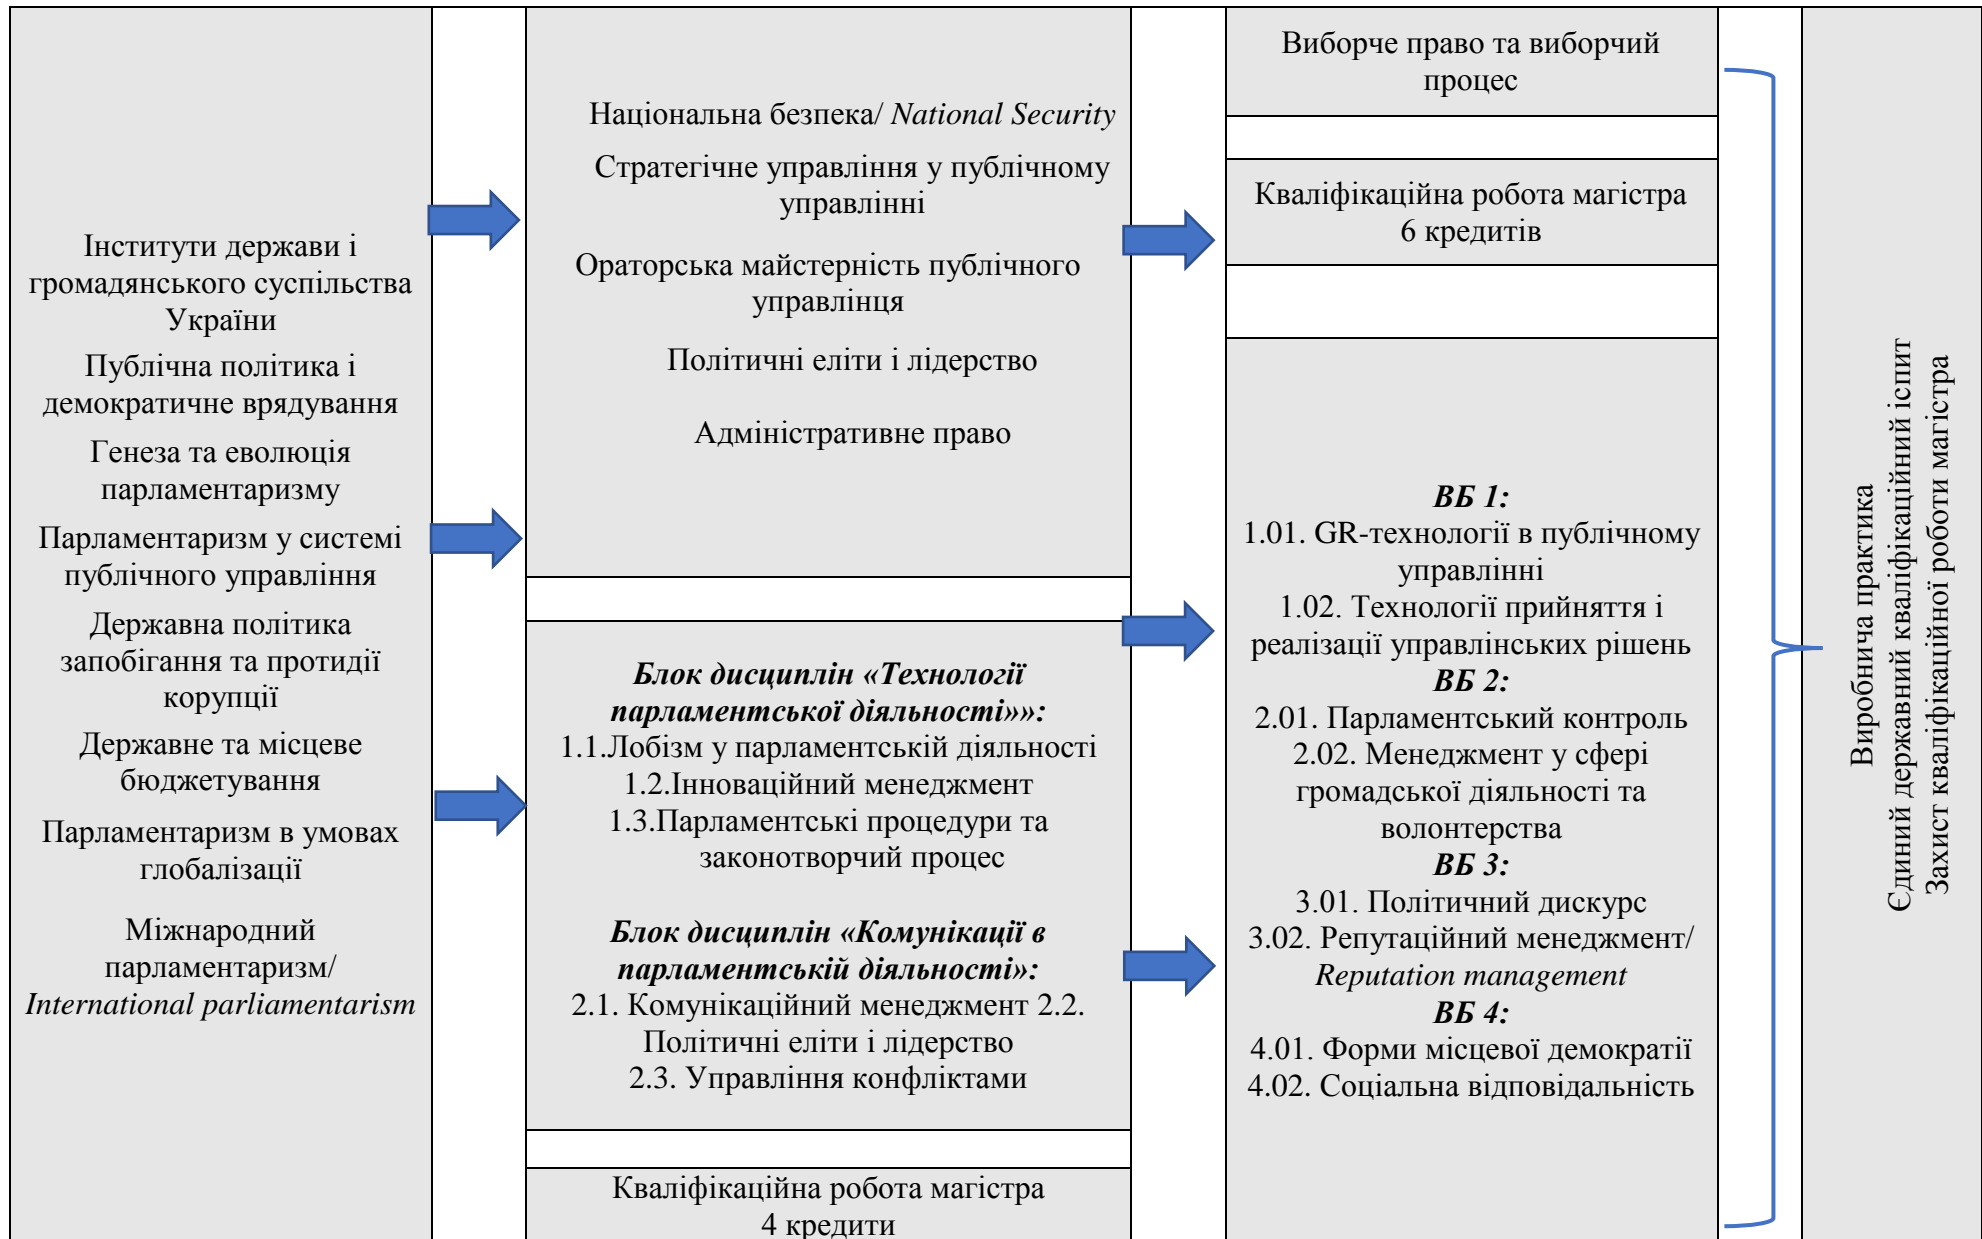 Інститути держави і
громадянського суспільства
України
Публічна політика і
демократичне врядування
Генеза та еволюція
парламентаризму
Парламентаризм у системі
публічного управління
Державна політика
запобігання та протидії
корупції
Державне та місцеве
бюджетування
Парламентаризм в умовах
глобалізації
Міжнародний
парламентаризм/
International parliamentarism
Національна безпека/ National Security
Стратегічне управління у публічному
управлінні
Ораторська майстерність публічного
управлінця
Політичні еліти і лідерство
Адміністративне право
Блок дисциплін «Технології
парламентської діяльності»»:
1.1.Лобізм у парламентській діяльності
1.2.Інноваційний менеджмент
1.3.Парламентські процедури та
законотворчий процес
Блок дисциплін «Комунікації в
парламентській діяльності»:
2.1. Комунікаційний менеджмент 2.2.
Політичні еліти і лідерство
2.3. Управління конфліктами
Кваліфікаційна робота магістра
4 кредити
Виборче право та виборчий
процес
Кваліфікаційна робота магістра
6 кредитів
ВБ 1:
1.01. GR-технології в публічному
управлінні
1.02. Технології прийняття і
реалізації управлінських рішень
ВБ 2:
2.01. Парламентський контроль
2.02. Менеджмент у сфері
громадської діяльності та
волонтерства
ВБ 3:
3.01. Політичний дискурс
3.02. Репутаційний менеджмент/
Reputation management
ВБ 4:
4.01. Форми місцевої демократії
4.02. Соціальна відповідальність
Виробнича практика
Єдиний державний кваліфікаційний іспит
Захист кваліфікаційної роботи магістра